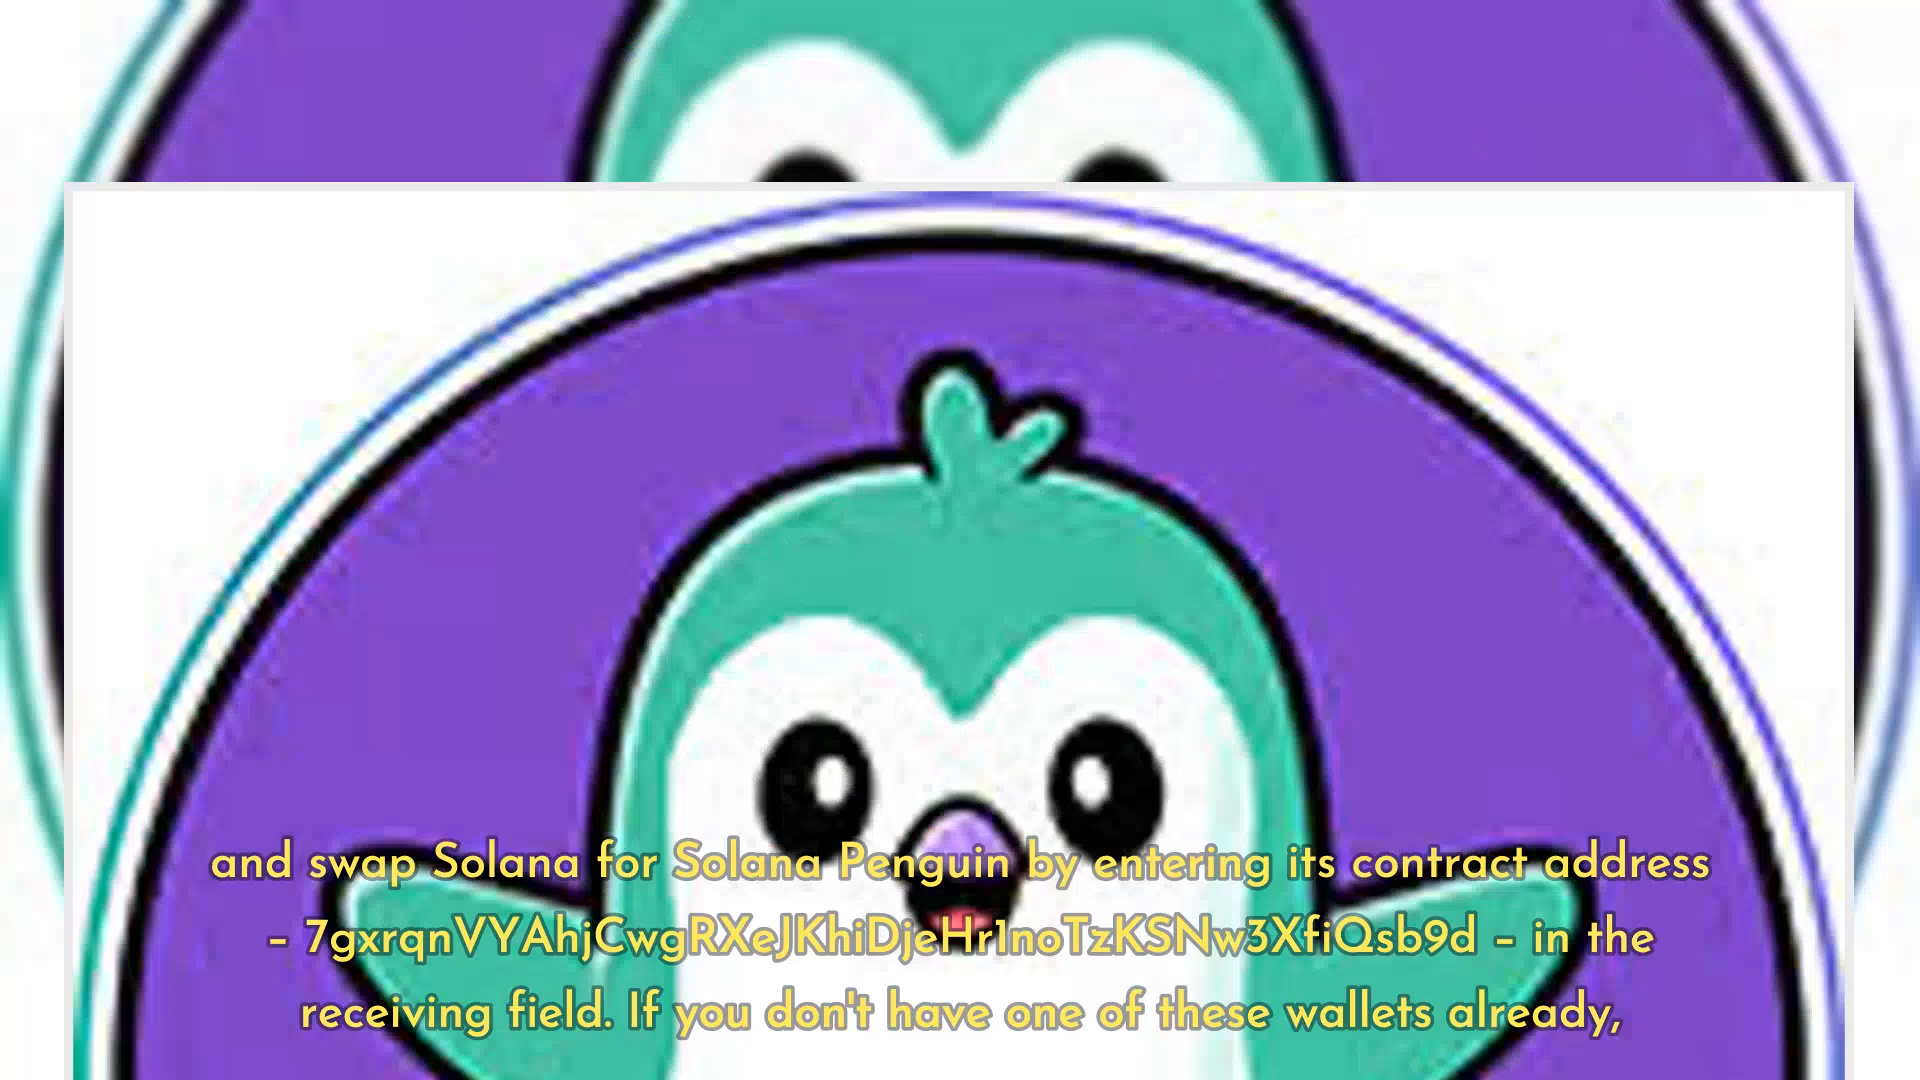 and swap Solana for Solana Penguin by entering its contract address
– 7gxrqnVYAhjCwgRXeJKhiDjeHr1noTzKSNw3XfiQsb9d – in the
receiving field. If you don't have one of these wallets already,